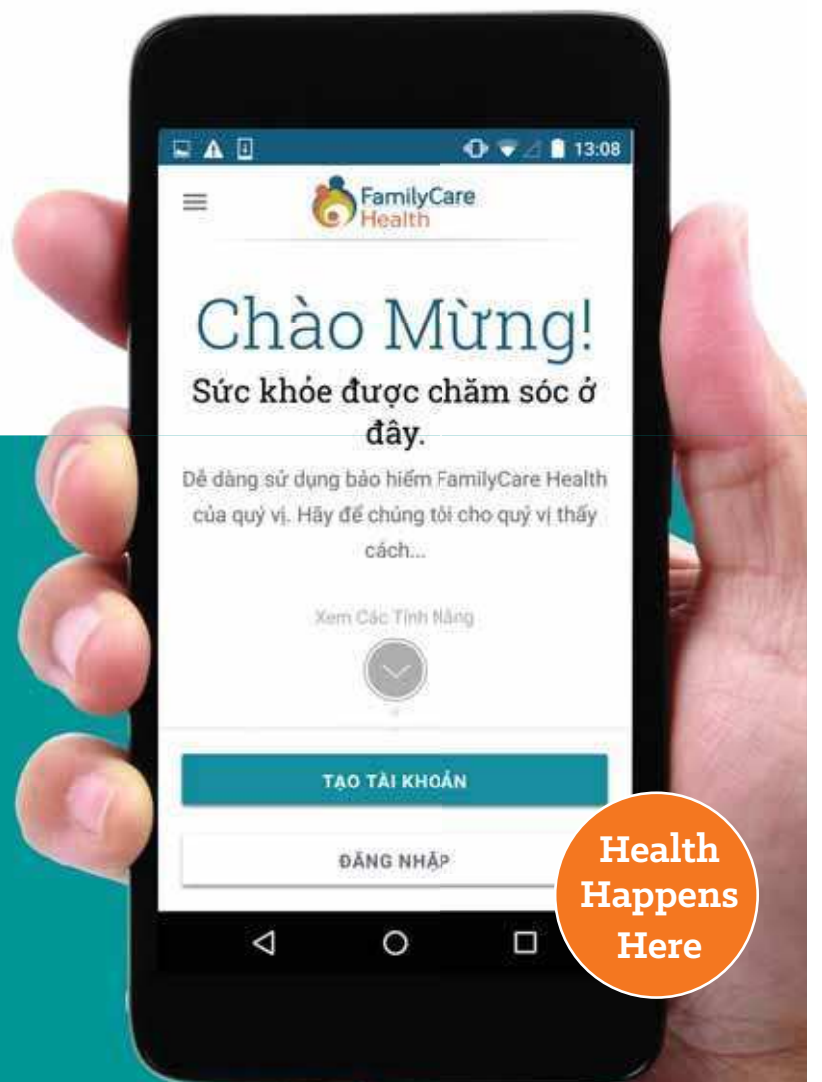 13:08
FamilyCare
Health
Chào Mừng!
Sức khỏe được chăm sóc ở
đây.
Dễ dàng sử dụng bảo hiểm FamilyCare Health
của quý vị. Hãy để chúng tôi cho quý vị thấy
cách...
Xem Các Tính Năng
TẠO TÀI KHOẢN
ĐĂNG NHẬP
Health
Happens
Here